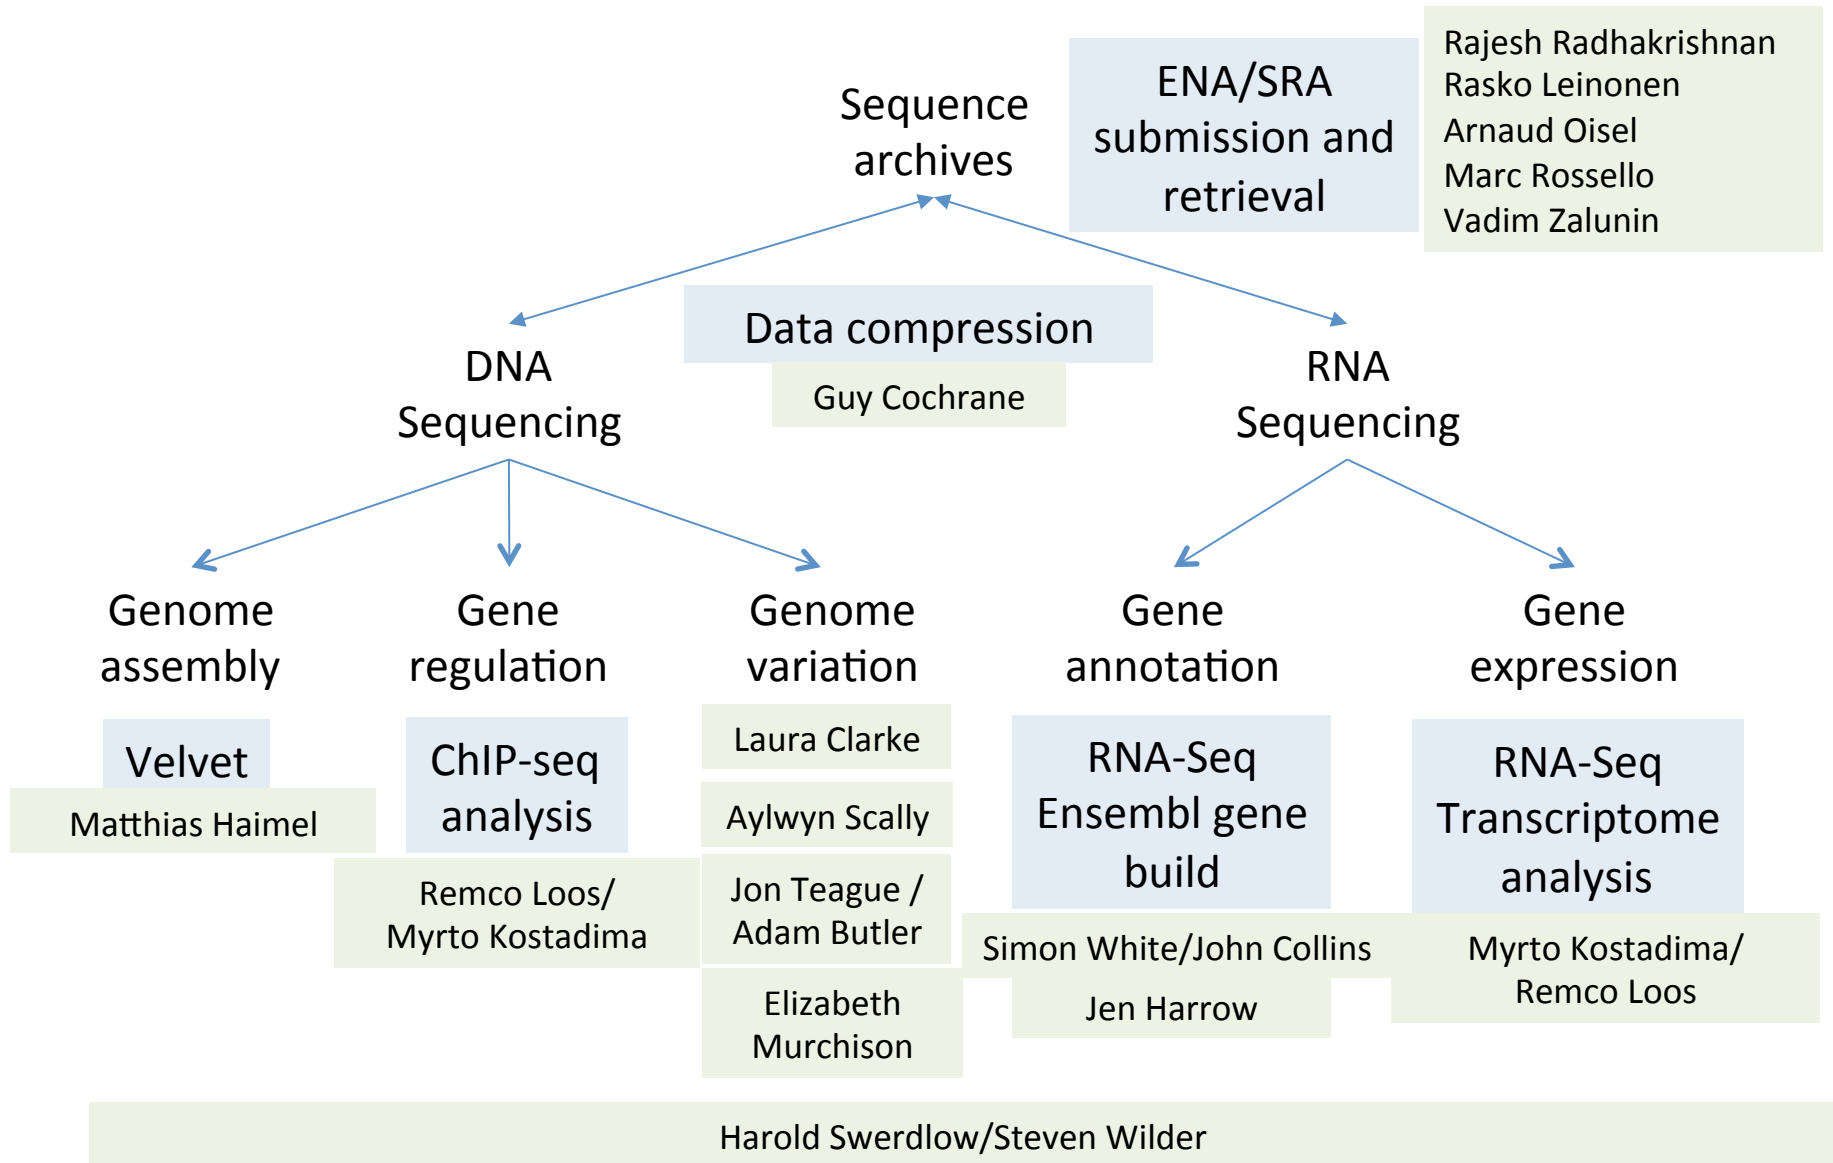 Sequence
archives
ENA/SRA
submission and
retrieval
Rajesh Radhakrishnan
Rasko Leinonen
Arnaud Oisel
Marc Rossello
Vadim Zalunin
Data compression
Guy Cochrane
DNA
Sequencing
RNA
Sequencing
Genome
assembly
Velvet
Matthias Haimel
Gene
regulation
ChIP-seq
analysis
Remco Loos/
Myrto Kostadima
Genome
variation
Laura Clarke
Aylwyn Scally
Jon Teague /
Adam Butler
Elizabeth
Murchison
Gene
annotation
RNA-Seq
Ensembl gene
build
Simon White/John Collins
Jen Harrow
Gene
expression
RNA-Seq
Transcriptome
analysis
Myrto Kostadima/
Remco Loos
Harold Swerdlow/Steven Wilder